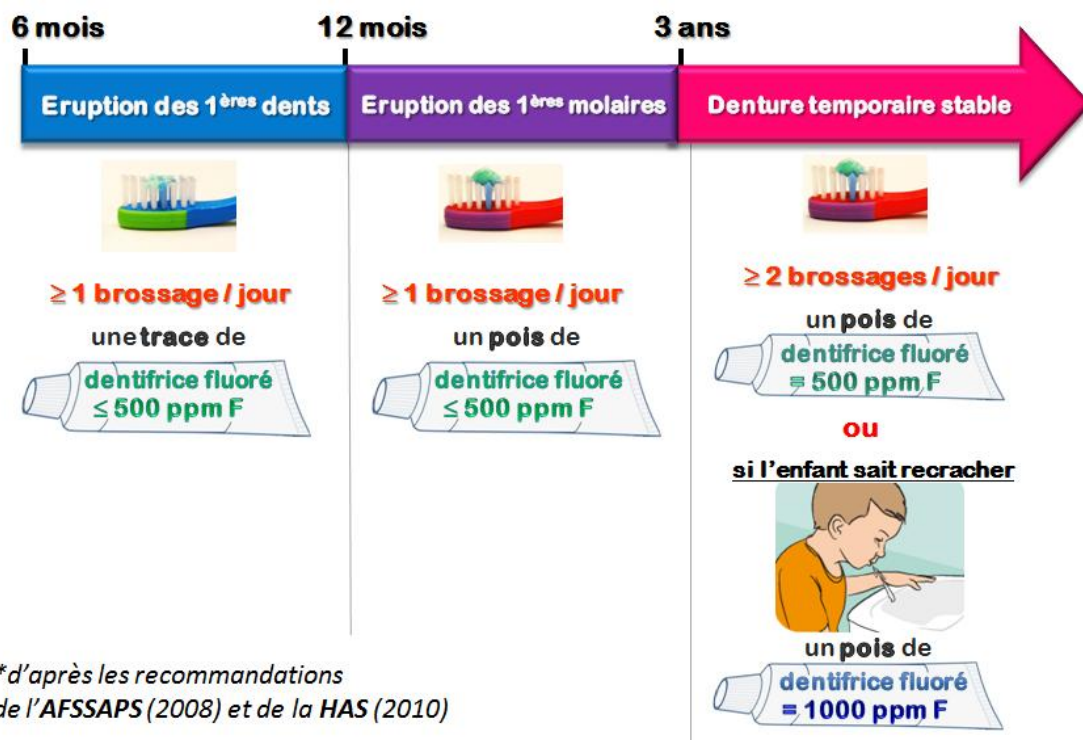 6 mois
12 mois
3 ans
Eruption des 1ères dents
Eruption des 1ères molaires
Denture temporaire stable
≥ 1 brossage / jour
une trace de
dentifrice fluoré
≤ 500 ppm F
≥ 1 brossage / jour
un pois de
dentifrice fluoré
≤ 500 ppm F
≥ 2 brossages / jour
un pois de
dentifrice fluoré
= 500 ppm F
ou
si l'enfant sait recracher
un pois de
dentifrice fluoré
= 1000 ppm F
*d'après les recommandations
de l'AFSSAPS (2008) et de la HAS (2010)